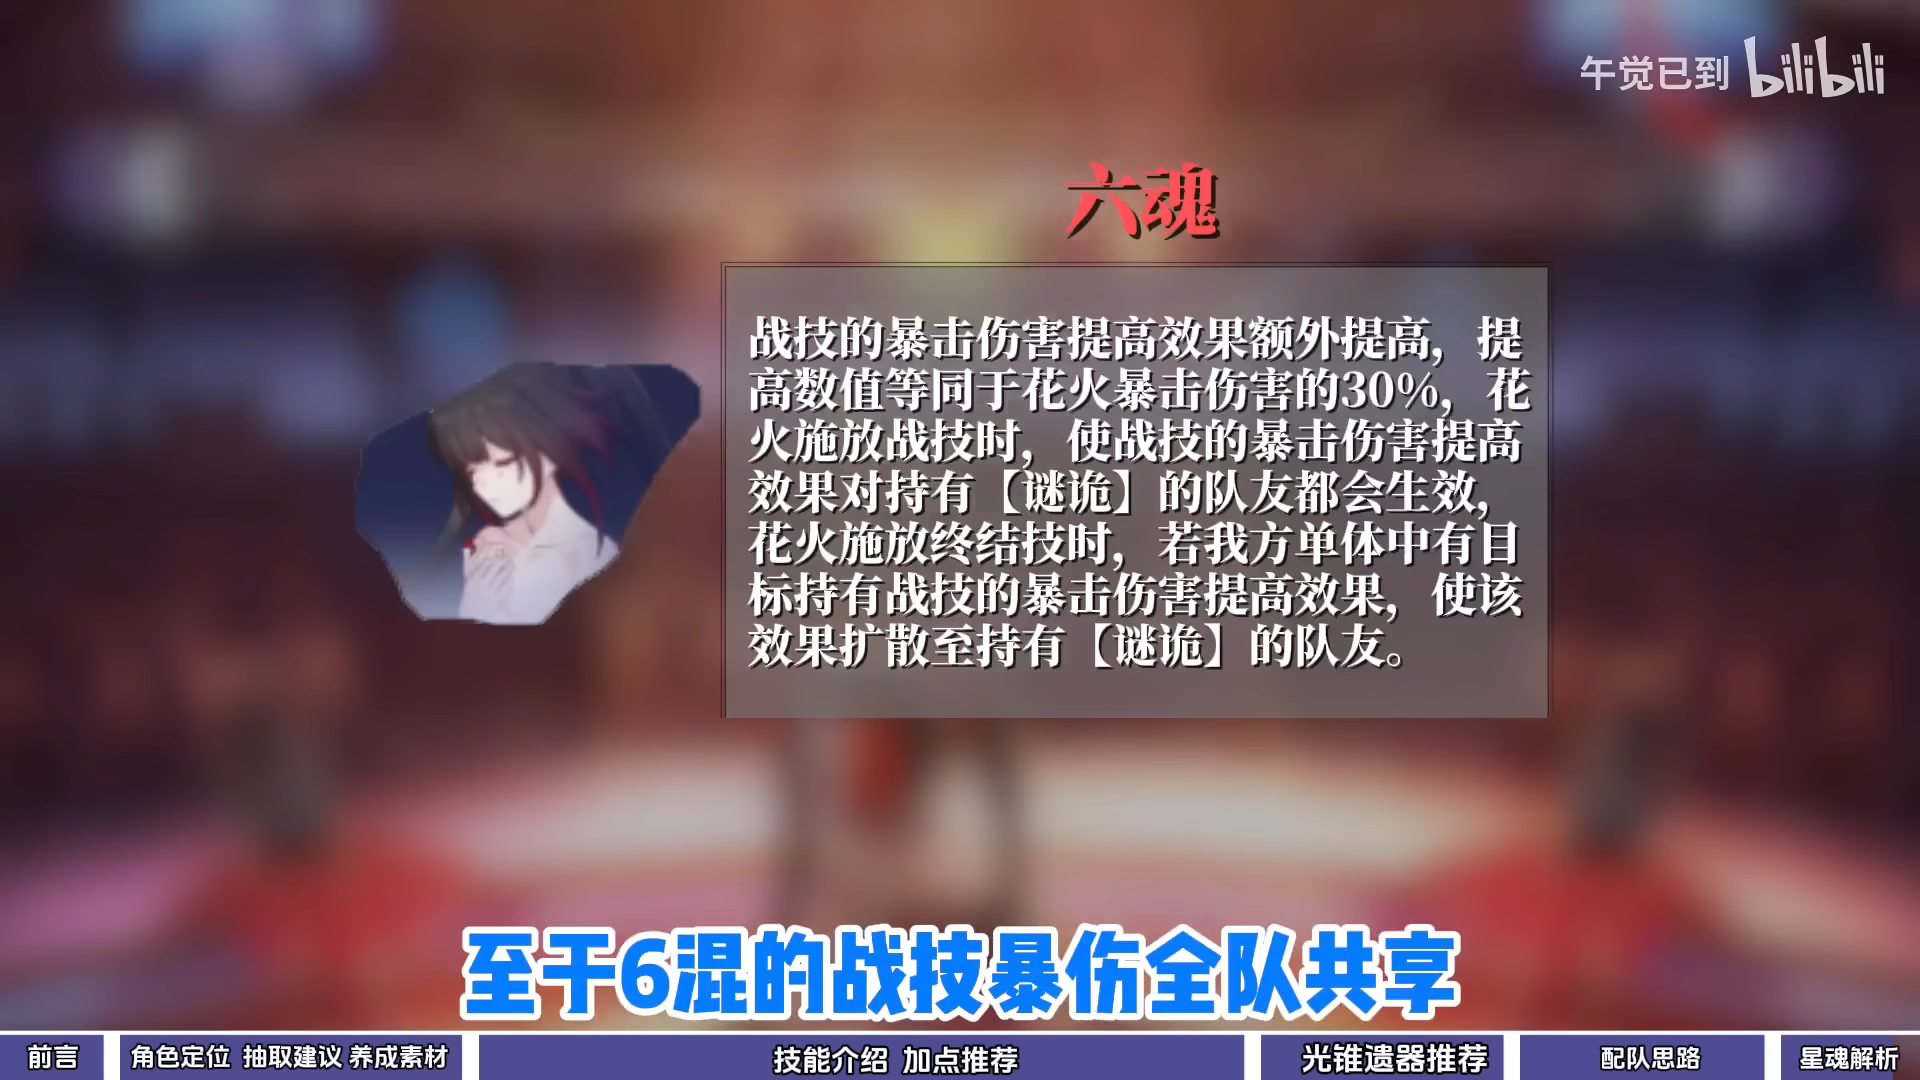 午觉已到 bilibili
六魂
战技的暴击伤害提高效果额外提高，提
高数值等同于花火暴击伤害的30%，花
火施放战技时，使战技的暴击伤害提高
效果对持有【谜诡】的队友都会生效，
花火施放终结技时，若我方单体中有目
标持有战技的暴击伤害提高效果，使该
效果扩散至持有【谜诡】的队友。
至于6混的战技暴伤全队共享
前言 角色定位 抽取建议 养成素材 技能介绍 加点推荐 光锥遗器推荐 配队思路 星魂解析